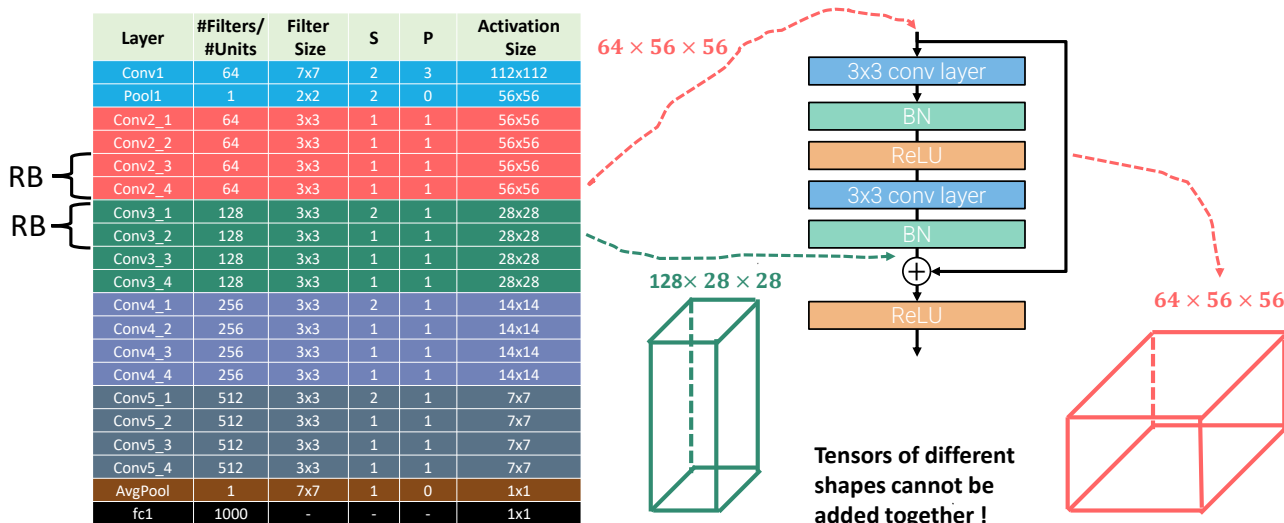 Layer #Filters/ #Units Filter Size S P Activation Size
Conv1 64 7x7 2 3 112x112
Pool1 1 2x2 2 0 56x56
Conv2_1 64 3x3 1 1 56x56
Conv2_2 64 3x3 1 1 56x56
Conv2_3 64 3x3 1 1 56x56
Conv2_4 64 3x3 1 1 56x56
Conv3_1 128 3x3 2 1 28x28
Conv3_2 128 3x3 1 1 28x28
Conv3_3 128 3x3 1 1 28x28
Conv3_4 128 3x3 1 1 28x28
Conv4_1 256 3x3 2 1 14x14
Conv4_2 256 3x3 1 1 14x14
Conv4_3 256 3x3 1 1 14x14
Conv4_4 256 3x3 1 1 14x14
Conv5_1 512 3x3 2 1 7x7
Conv5_2 512 3x3 1 1 7x7
Conv5_3 512 3x3 1 1 7x7
Conv5_4 512 3x3 1 1 7x7
AvgPool 1 7x7 1 0 1x1
fc1 1000 - - - 1x1
RB
RB
64 × 56 × 56
3x3 conv layer
BN
ReLU
3x3 conv layer
BN
+
ReLU
128× 28 × 28
64 × 56 × 56
Tensors of different
shapes cannot be
added together !